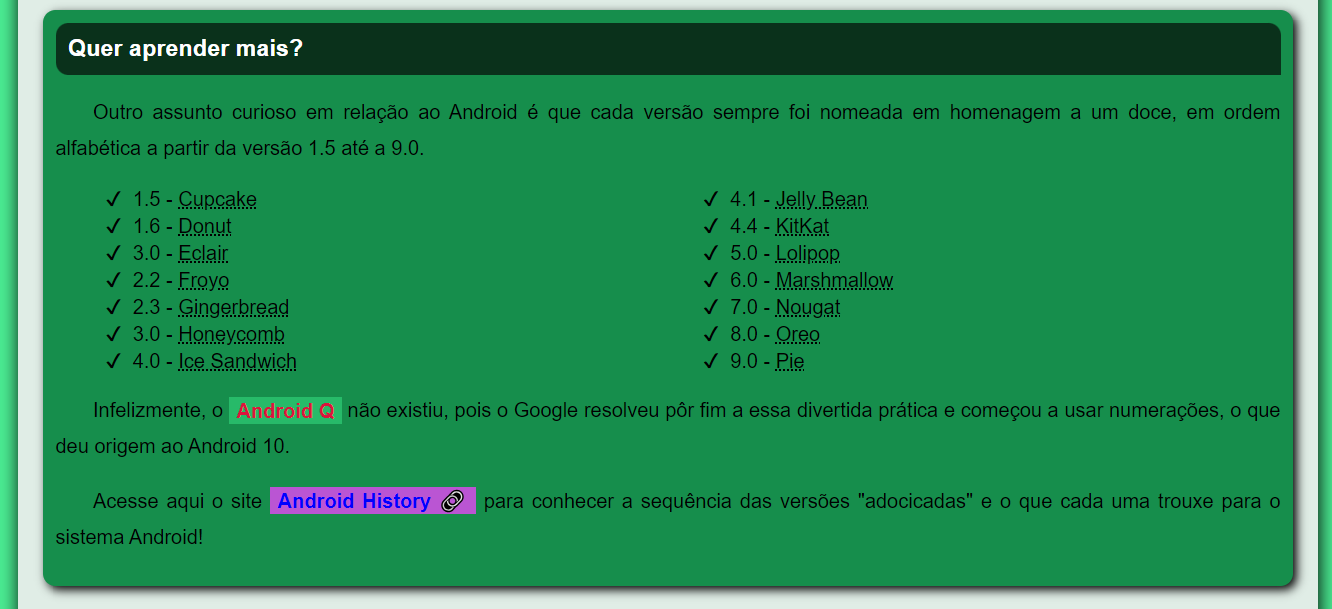 Quer aprender mais?
Outro assunto curioso em relação ao Android é que cada versão sempre foi nomeada em homenagem a um doce, em ordem
alfabética a partir da versão 1.5 até a 9.0.
✓ 1.5 - Cupcake
✓ 1.6 - Donut
✓ 3.0 - Eclair
✓ 2.2 - Froyo
✓ 2.3 - Gingerbread
✓ 3.0 - Honeycomb
✓ 4.0 - Ice Sandwich
✓ 4.1 - Jelly Bean
✓ 4.4 - KitKat
✓ 5.0 - Lolipop
✓ 6.0 - Marshmallow
✓ 7.0 - Nougat
✓ 8.0 - Oreo
✓ 9.0 - Pie
Infelizmente, o Android Q não existiu, pois o Google resolveu pôr fim a essa divertida prática e começou a usar numerações, o que
deu origem ao Android 10.
Acesse aqui o site Android History 🔗 para conhecer a sequência das versões "adocicadas" e o que cada uma trouxe para o
sistema Android!